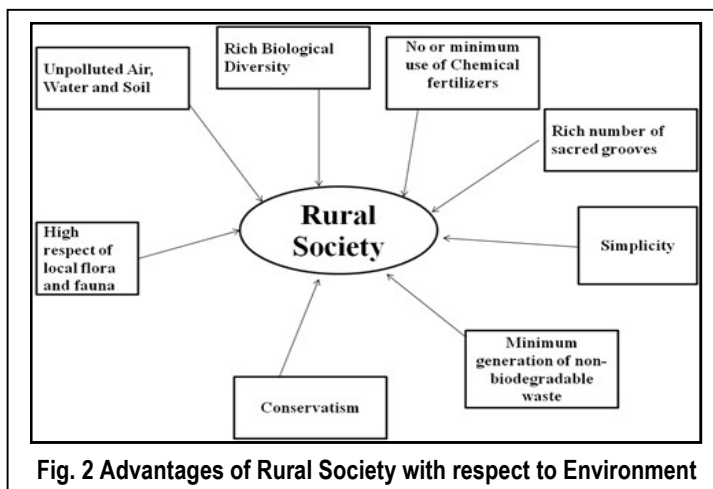 Unpolluted Air,
Water and Soil
Rich Biological
Diversity
No or minimum
use of Chemical
fertilizers
Rich number of
sacred grooves
High
respect of
local flora
and fauna
Rural
Society
Simplicity
Minimum
generation of non-
biodegradable
waste
Conservatism
Fig. 2 Advantages of Rural Society with respect to Environment